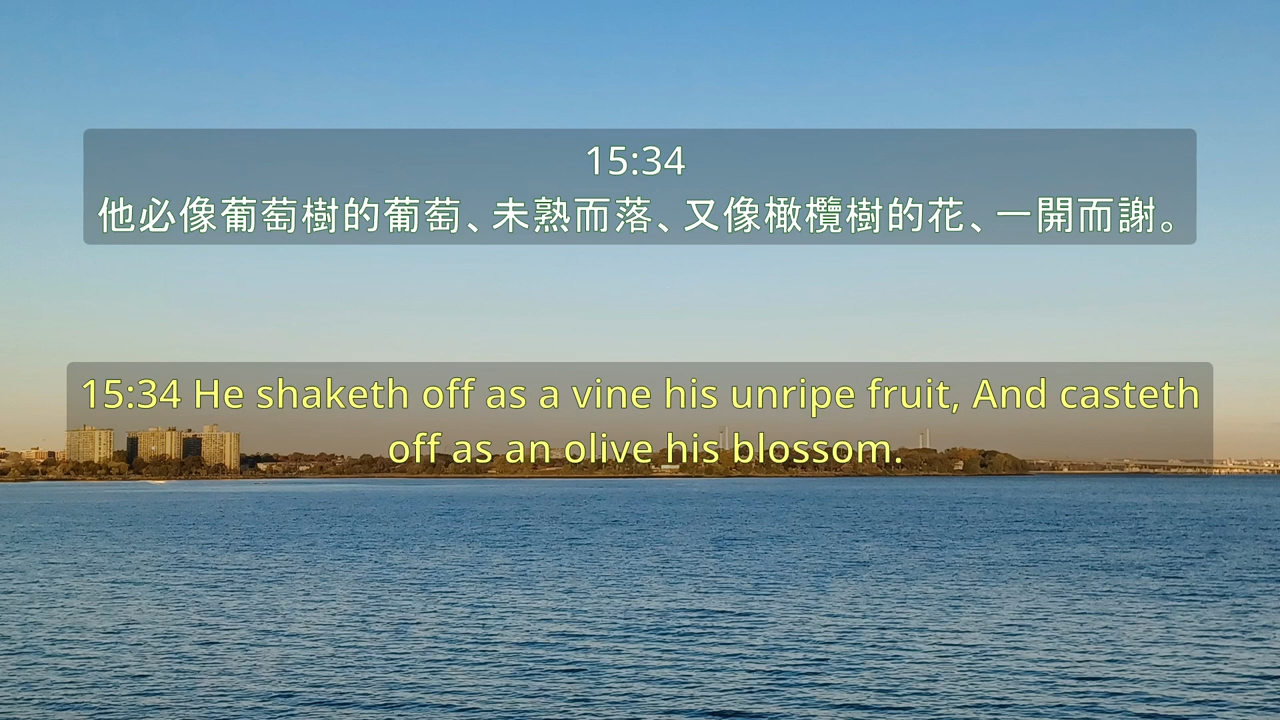 15:34
他必像葡萄樹的葡萄、未熟而落、又像橄欖樹的花、一開而謝。
15:34 He shaketh off as a vine his unripe fruit, And casteth
off as an olive his blossom.